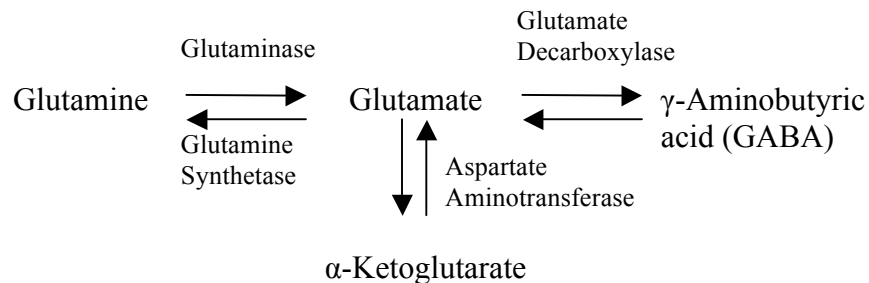 Glutamate
Decarboxylase
Glutaminase
Glutamine
Glutamate
γ-Aminobutyric
acid (GABA)
Glutamine
Synthetase
Aspartate
Aminotransferase
α-Ketoglutarate